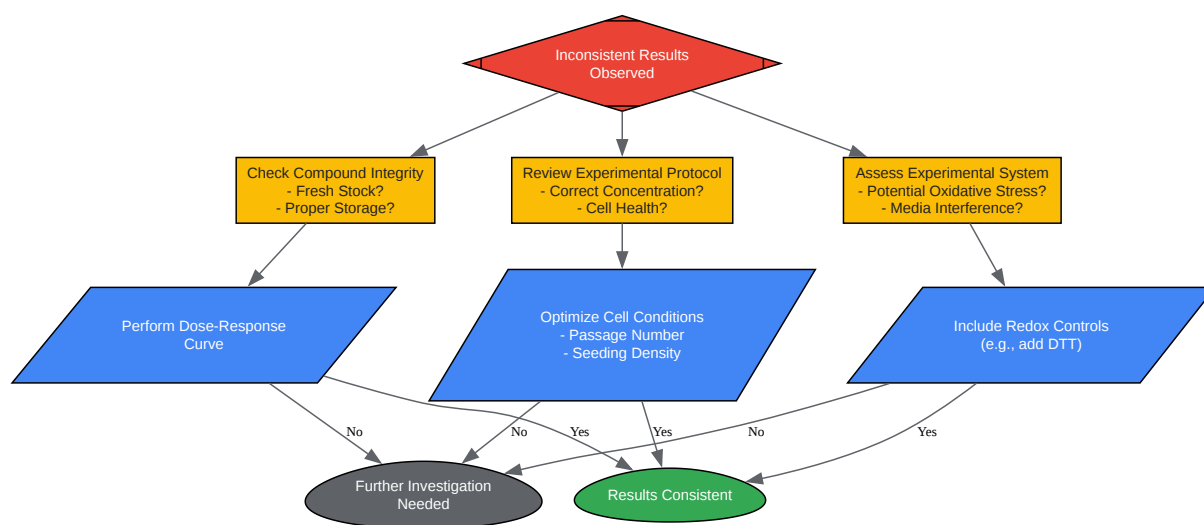 Inconsistent Results
Observed
Check Compound Integrity
- Fresh Stock?
- Proper Storage?
Review Experimental Protocol
- Correct Concentration?
- Cell Health?
Assess Experimental System
- Potential Oxidative Stress?
- Media Interference?
Perform Dose-Response
Curve
Optimize Cell Conditions
- Passage Number
- Seeding Density
Include Redox Controls
(e.g., add DTT)
No
No
Yes
Yes
No
Yes
Further Investigation
Needed
Results Consistent